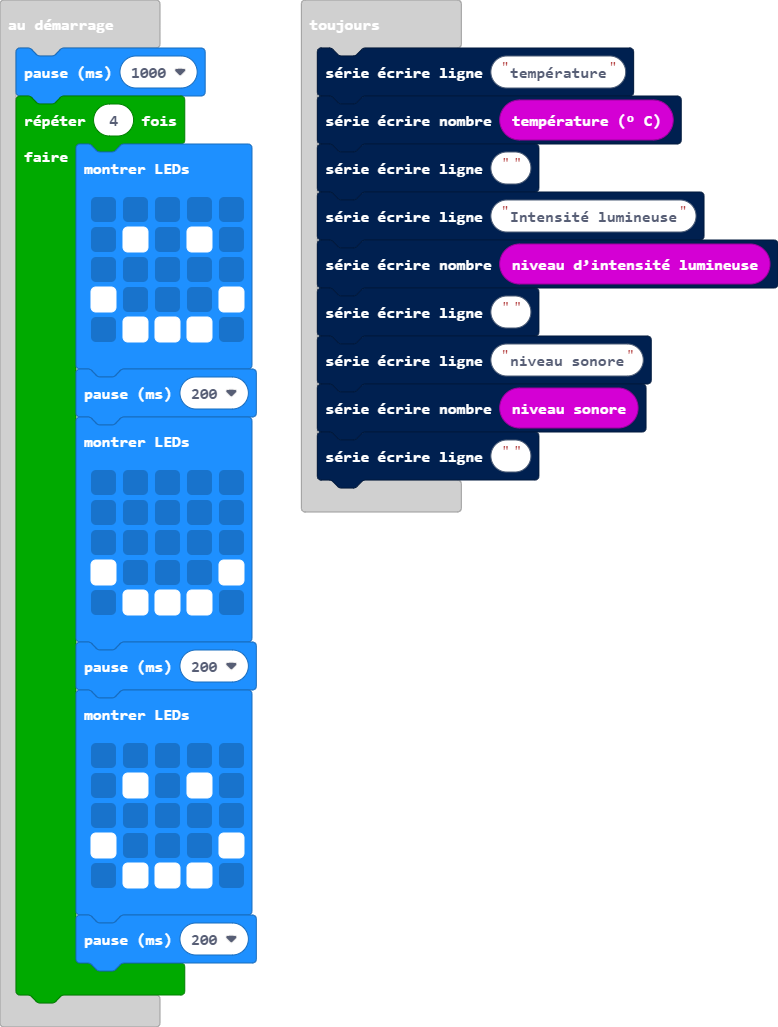 au démarrage
pause (ms) 1000
répéter 4 fois
faire
montrer LEDs
pause (ms) 200
montrer LEDs
pause (ms) 200
montrer LEDs
pause (ms) 200
toujours
série écrire ligne "température"
série écrire nombre température (º C)
série écrire ligne " "
série écrire ligne "Intensité lumineuse"
série écrire nombre niveau d’intensité lumineuse
série écrire ligne " "
série écrire ligne "niveau sonore"
série écrire nombre niveau sonore
série écrire ligne " "